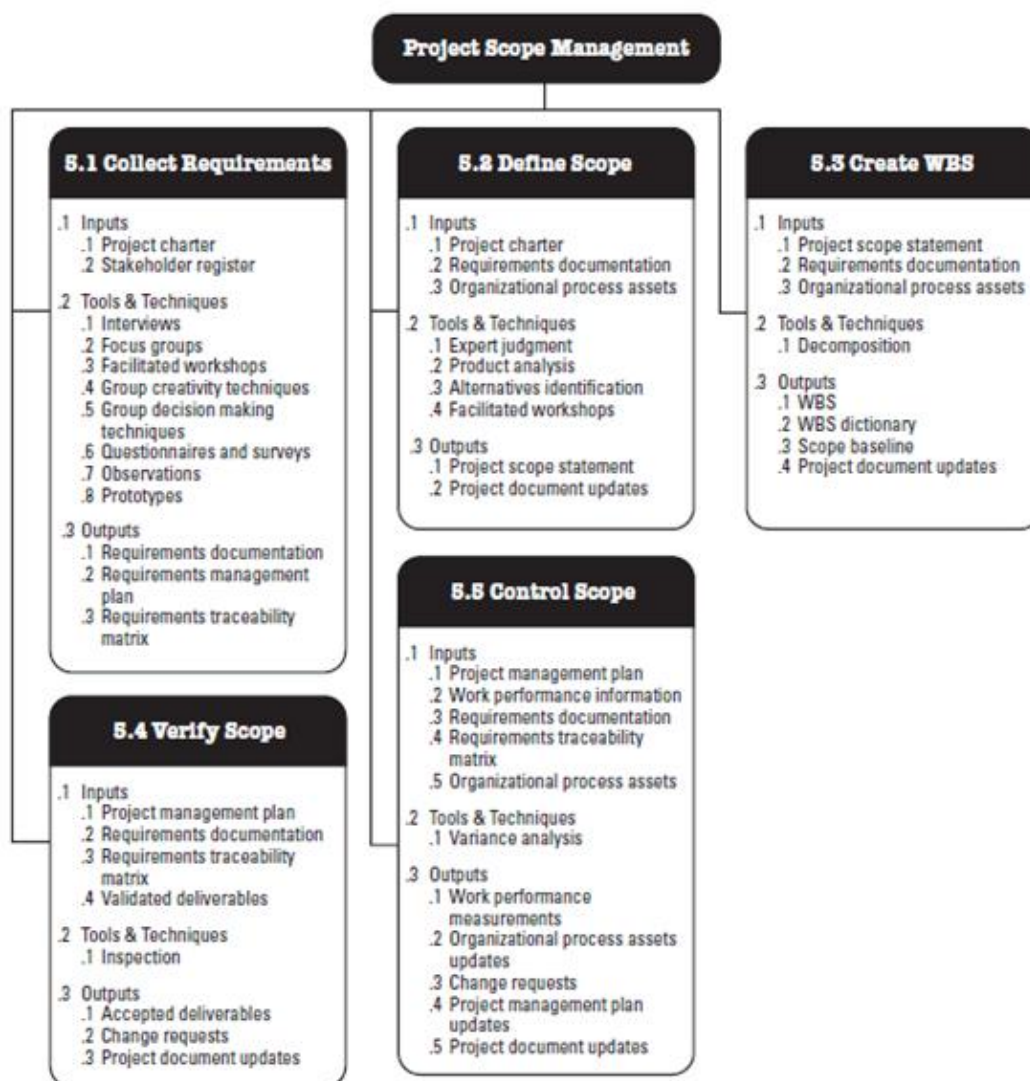 Project Scope Management
5.1 Collect Requirements
.1 Inputs
.1 Project charter
.2 Stakeholder register
.2 Tools & Techniques
.1 Interviews
.2 Focus groups
.3 Facilitated workshops
.4 Group creativity techniques
.5 Group decision making
techniques
.6 Questionnaires and surveys
.7 Observations
.8 Prototypes
.3 Outputs
.1 Requirements documentation
.2 Requirements management
plan
.3 Requirements traceability
matrix
5.2 Define Scope
.1 Inputs
.1 Project charter
.2 Requirements documentation
.3 Organizational process assets
.2 Tools & Techniques
.1 Expert judgment
.2 Product analysis
.3 Alternatives identification
.4 Facilitated workshops
.3 Outputs
.1 Project scope statement
.2 Project document updates
5.3 Create WBS
.1 Inputs
.1 Project scope statement
.2 Requirements documentation
.3 Organizational process assets
.2 Tools & Techniques
.1 Decomposition
.3 Outputs
.1 WBS
.2 WBS dictionary
.3 Scope baseline
.4 Project document updates
5.4 Verify Scope
.1 Inputs
.1 Project management plan
.2 Requirements documentation
.3 Requirements traceability
matrix
.4 Validated deliverables
.2 Tools & Techniques
.1 Inspection
.3 Outputs
.1 Accepted deliverables
.2 Change requests
.3 Project document updates
5.5 Control Scope
.1 Inputs
.1 Project management plan
.2 Work performance information
.3 Requirements documentation
.4 Requirements traceability
matrix
.5 Organizational process assets
.2 Tools & Techniques
.1 Variance analysis
.3 Outputs
.1 Work performance
measurements
.2 Organizational process assets
updates
.3 Change requests
.4 Project management plan
updates
.5 Project document updates